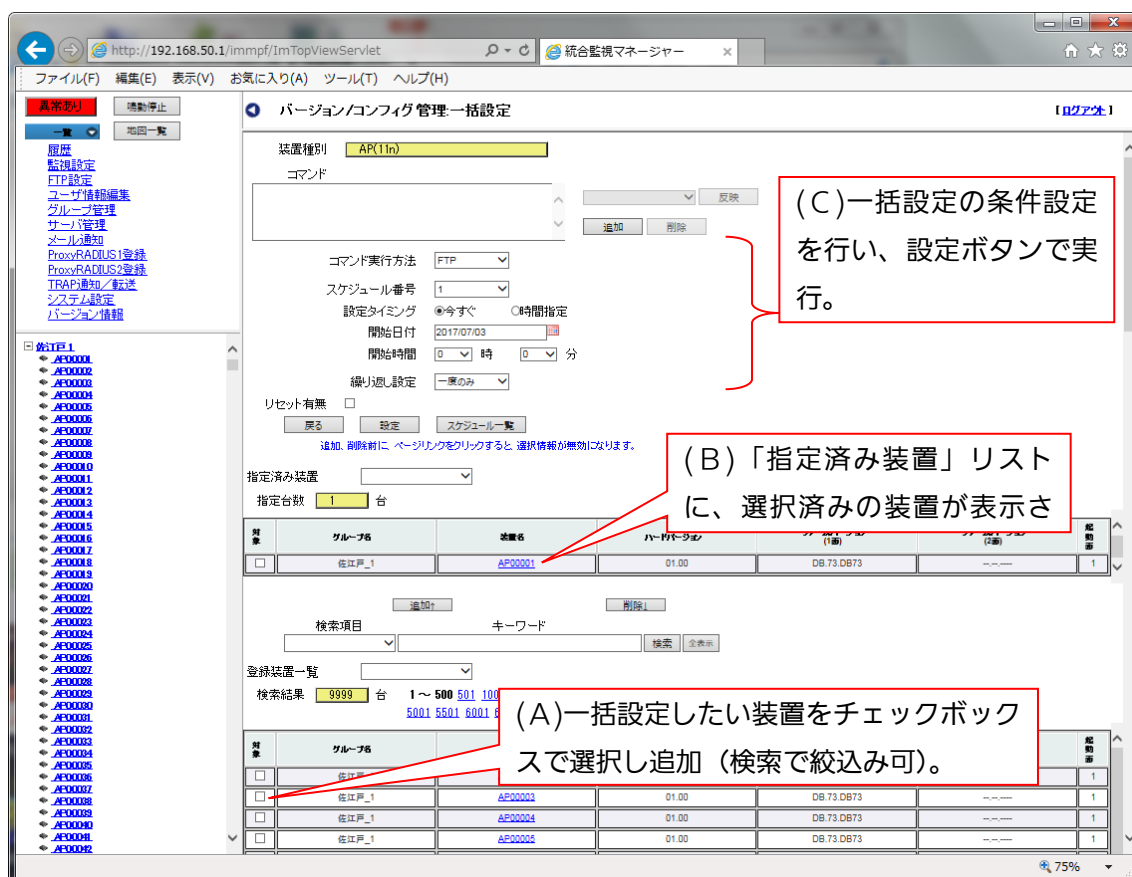 http://192.168.50.1/immpf/ImTopViewServlet
統合監視マネージャー
ファイル(F) 編集(E) 表示(V) お気に入り(A) ツール(T) ヘルプ(H)
異常あり 鳴動停止
一覧 地図一覧
履歴
監視設定
FTP設定
ユーザ情報編集
グループ管理
サーバ管理
メール通知
ProxyRADIUS1登録
ProxyRADIUS2登録
TRAP通知/転送
システム設定
バージョン情報
佐江戸_1
AP00001
AP00002
AP00003
AP00004
AP00005
AP00006
AP00007
AP00008
AP00009
AP00010
AP00011
AP00012
AP00013
AP00014
AP00015
AP00016
AP00017
AP00018
AP00019
AP00020
AP00021
AP00022
AP00023
AP00024
AP00025
AP00026
AP00027
AP00028
AP00029
AP00030
AP00031
AP00032
AP00033
AP00034
AP00035
AP00036
AP00037
AP00038
AP00039
AP00040
AP00041
AP00042
バージョン/コンフィグ管理:一括設定 [ログアウト]
装置種別 AP(11n)
コマンド
反映
追加 削除
コマンド実行方法 FTP
スケジュール番号 1
設定タイミング 今すぐ 時間指定
開始日付 2017/07/03
開始時間 0 時 0 分
繰り返し設定 一度のみ
リセット有無
戻る 設定 スケジュール一覧
追加、削除前に、ページリンクをクリックすると、選択情報が無効になります。
(C)一括設定の条件設定
を行い、設定ボタンで実
行。
指定済み装置
指定台数 1 台
(B)「指定済み装置」リスト
に、選択済みの装置が表示さ
対象 グループ名 装置名 ハードバージョン (1面) (2面) 起動面
佐江戸_1 AP00001 01.00 DB.73.DB73 --.--.---- 1
追加↑ 削除↓
検索項目 キーワード
検索 全表示
登録装置一覧
検索結果 9999 台 1～ 500 501
5001 5501 6001
(A)一括設定したい装置をチェックボック
スで選択し追加（検索で絞込み可)。
対象 グループ名 起動面
佐江戸_1 1
佐江戸_1 AP00003 01.00 DB.73.DB73 --.--.---- 1
佐江戸_1 AP00004 01.00 DB.73.DB73 --.--.---- 1
佐江戸_1 AP00005 01.00 DB.73.DB73 --.--.---- 1
75%